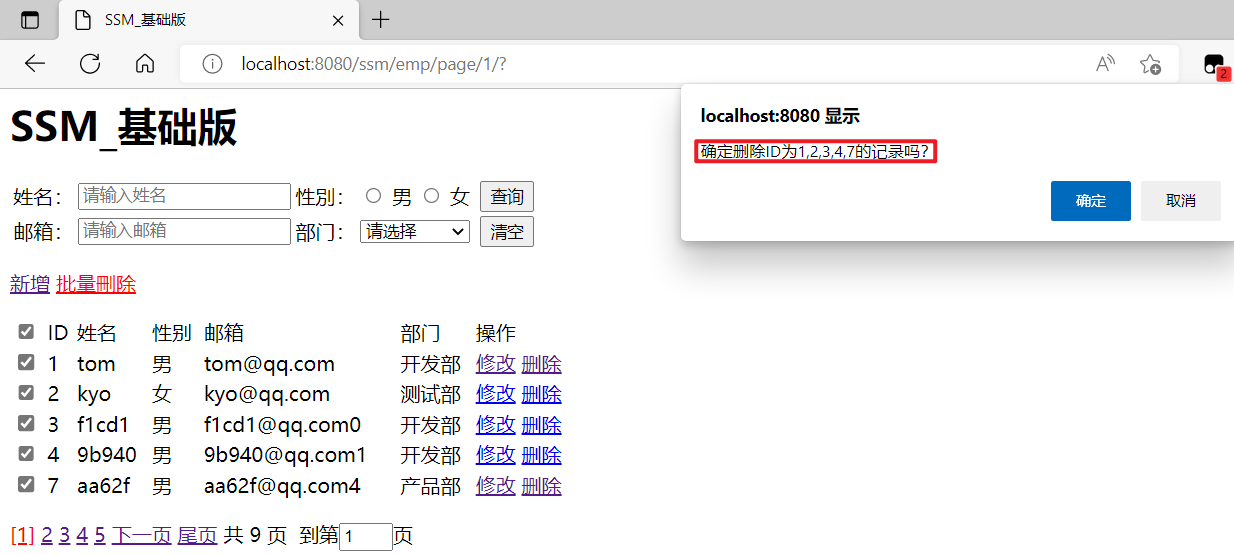 SSM_基础版
localhost:8080/ssm/emp/page/1/?
2
localhost:8080 显示
确定删除ID为1,2,3,4,7的记录吗?
确定 取消
SSM_基础版
姓名： 请输入姓名 性别： 男 女 查询
邮箱： 请输入邮箱 部门： 请选择 清空
新增 批量删除
ID 姓名 性别 邮箱 部门 操作
1 tom 男 tom@qq.com 开发部 修改 删除
2 kyo 女 kyo@qq.com 测试部 修改 删除
3 f1cd1 男 f1cd1@qq.com0 开发部 修改 删除
4 9b940 男 9b940@qq.com1 开发部 修改 删除
7 aa62f 男 aa62f@qq.com4 产品部 修改 删除
[1] 2 3 4 5 下一页 尾页 共 9 页 到第 1 页